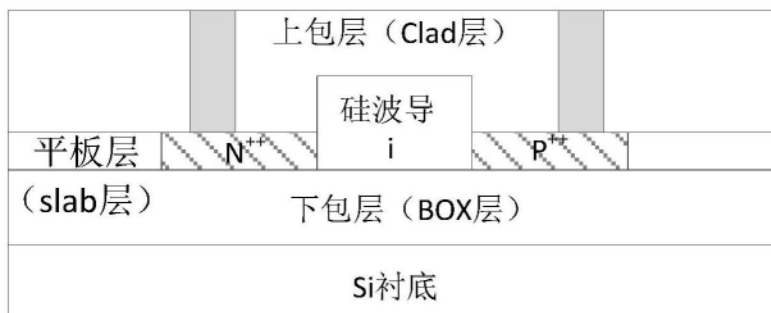 上包层（Clad层）
硅波导
i
平板层
N++
P++
（slab层）
下包层（BOX层）
Si衬底